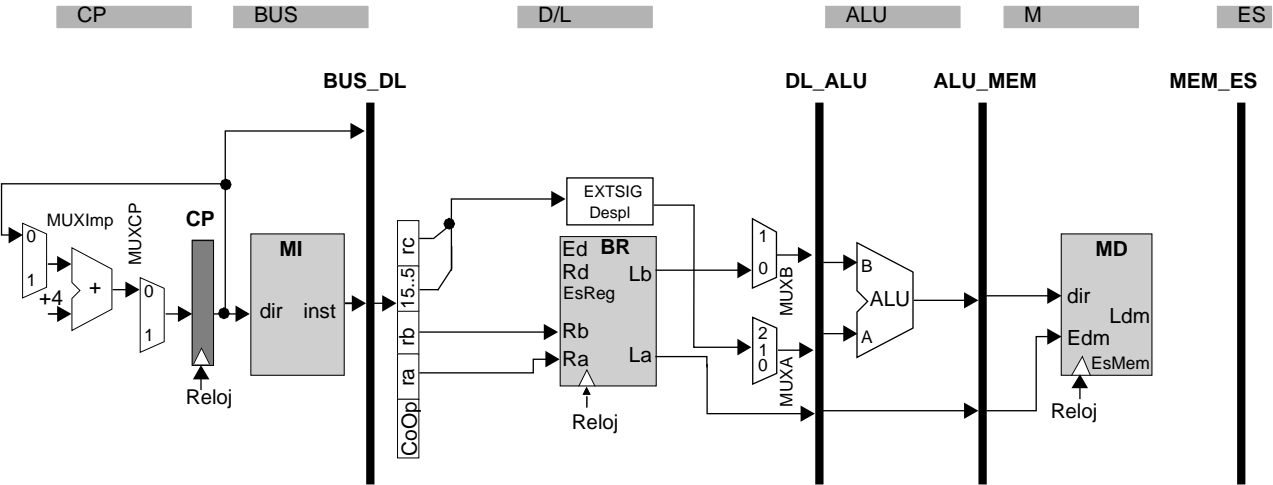 CP BUS D/L ALU M ES
BUS_DL DL_ALU ALU_MEM MEM_ES
MUXImp
MUXCP
CP
0
1
+4
+
0
1
Reloj
MI
dir inst
rc
15..5
rb
ra
CoOp
EXTSIG
Despl
Ed BR
Rd
EsReg
Lb
Rb
Ra
La
Reloj
1
0
MUXB
2
1
0
MUXA
B
ALU
A
MD
dir
Ldm
Edm
EsMem
Reloj